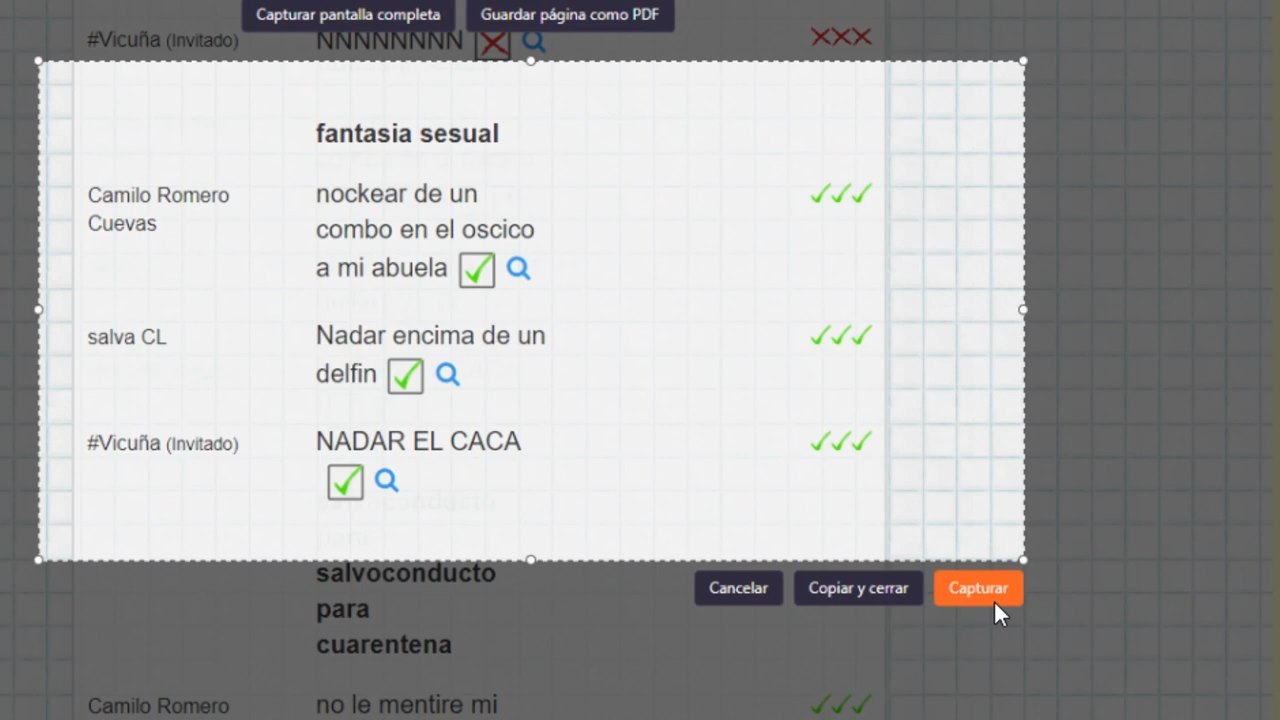 Capturar pantalla completa
Guardar página como PDF
#Vicuña (Invitado)
NNNNNNNN
fantasia sesual
Camilo Romero
Cuevas
nockear de un
combo en el oscico
a mi abuela
salva CL
Nadar encima de un
delfin
#Vicuña (Invitado)
NADAR EL CACA
salvoconducto
para
salvoconducto
para
cuarentena
Cancelar
Copiar y cerrar
Capturar
Camilo Romero
no le mentire mi